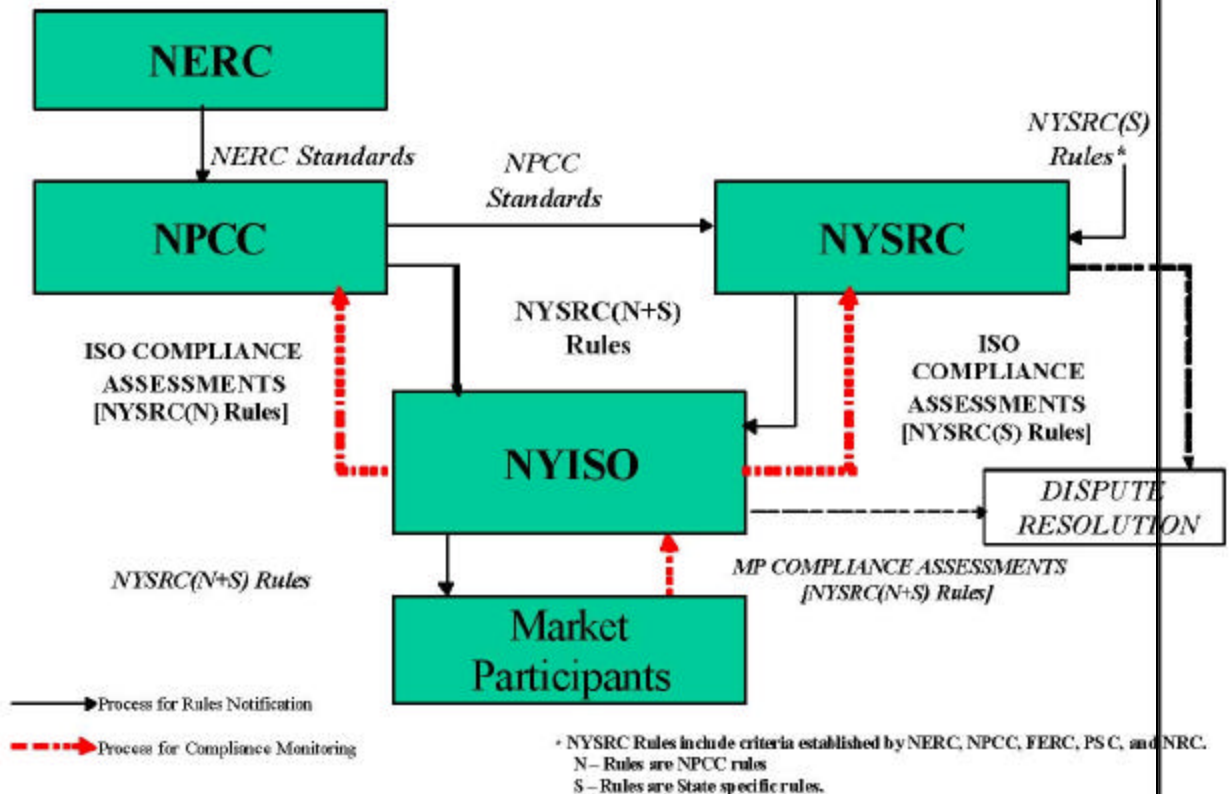 NERC
NERC Standards
NYSRC(S)
Rules*
NPCC
Standards
NPCC
NYSRC
NYSRC(N+S)
Rules
ISO COMPLIANCE
ASSESSMENTS
[NYSRC(N) Rules]
ISO
COMPLIANCE
ASSESSMENTS
[NYSRC(S) Rules]
NYISO
DISPUTE
RESOLUTION
NYSRC(N+S) Rules
MP COMPLIANCE ASSESSMENTS
[NYSRC(N+S) Rules]
Market
Participants
Process for Rules Notification
Process for Compliance Monitoring
* NYSRC Rules include criteria established by NERC, NPCC, FERC, PSC, and NRC.
N – Rules are NPCC rules
S – Rules are State specific rules.